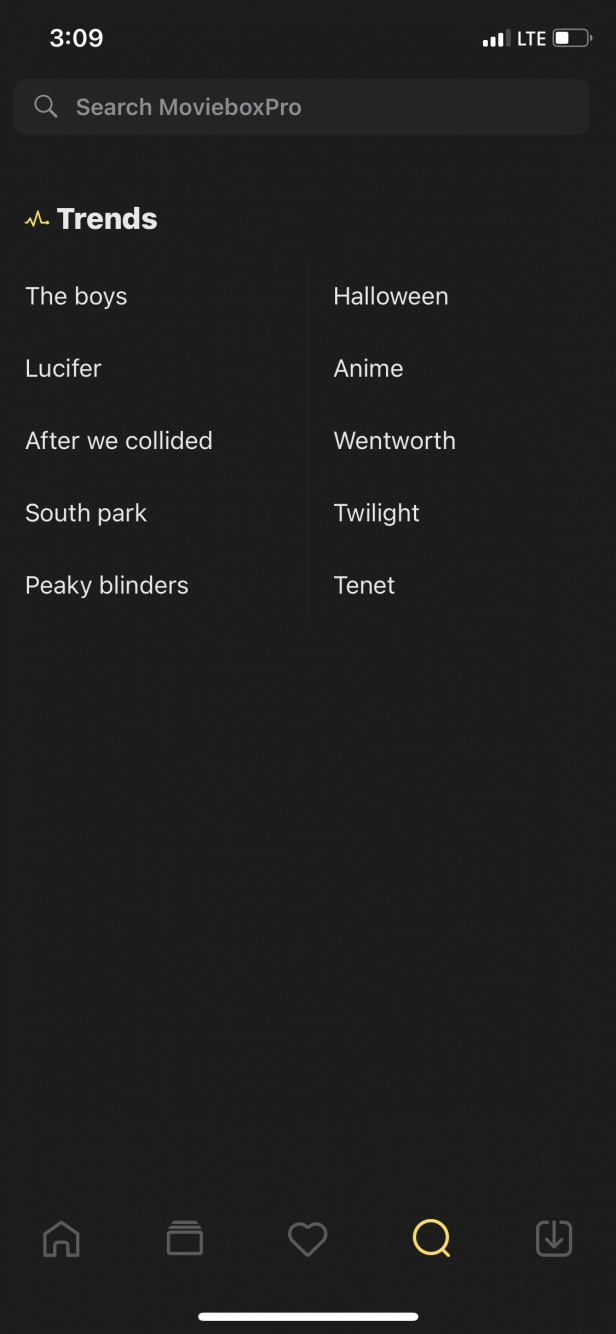 3:09
LTE
Search MovieboxPro
Trends
The boys
Halloween
Lucifer
Anime
After we collided
Wentworth
South park
Twilight
Peaky blinders
Tenet